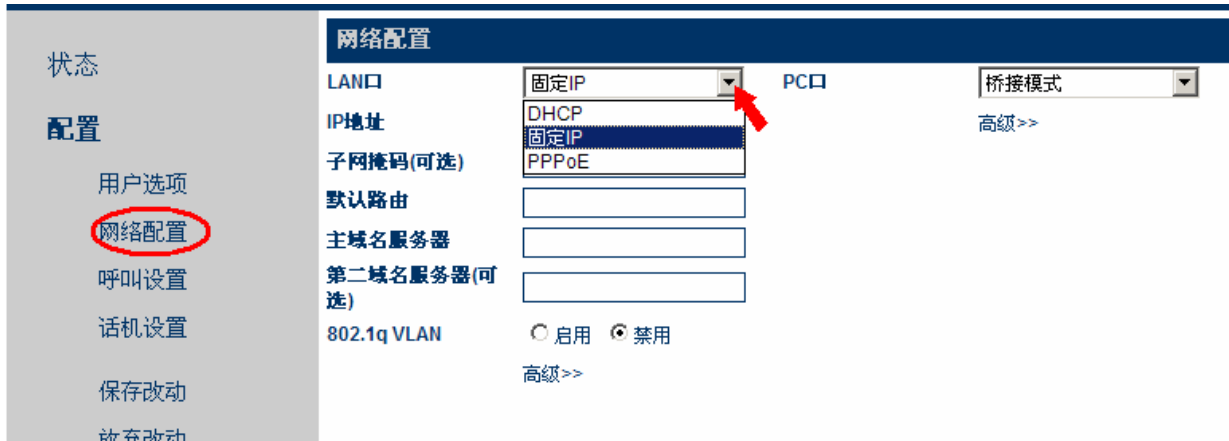 网络配置
状态
LAN口 固定IP PC口 桥接模式
DHCP
IP地址 高级>>
配置
固定IP
子网掩码(可选) PPPoE
用户选项
默认路由
网络配置
主域名服务器
呼叫设置
第二域名服务器(可
选)
话机设置
802.1q VLAN 启用 禁用
高级>>
保存改动
放弃改动